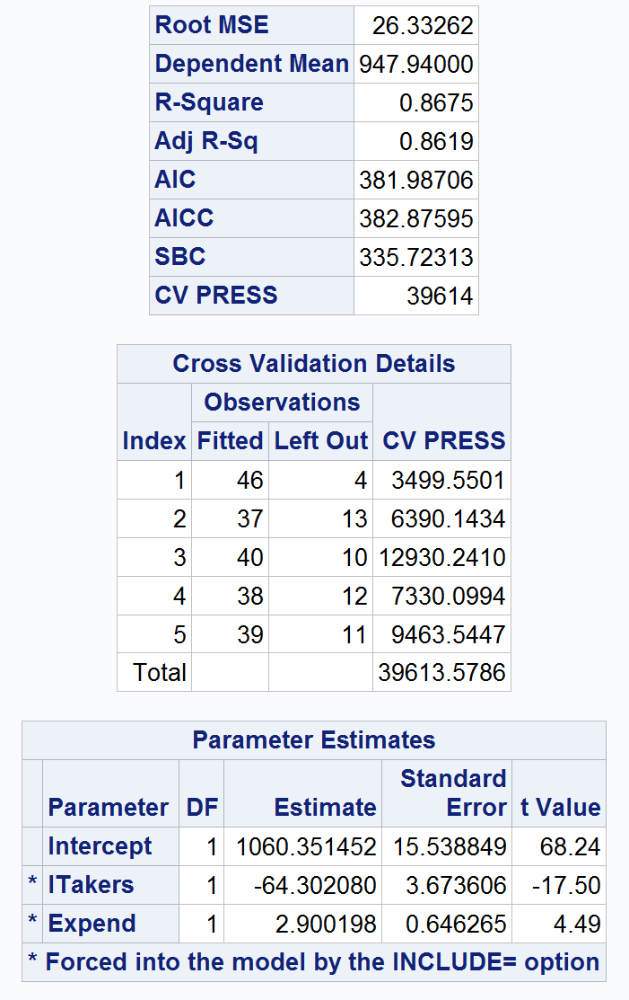 Root MSE 26.33262
Dependent Mean 947.94000
R-Square 0.8675
Adj R-Sq 0.8619
AIC 381.98706
AICC 382.87595
SBC 335.72313
CV PRESS 39614
Cross Validation Details
Observations
Index Fitted Left Out CV PRESS
1 46 4 3499.5501
2 37 13 6390.1434
3 40 10 12930.2410
4 38 12 7330.0994
5 39 11 9463.5447
Total 39613.5786
Parameter Estimates
Standard
Parameter DF Estimate Error t Value
Intercept 1 1060.351452 15.538849 68.24
* lTakers 1 -64.302080 3.673606 -17.50
* Expend 1 2.900198 0.646265 4.49
* Forced into the model by the INCLUDE= option